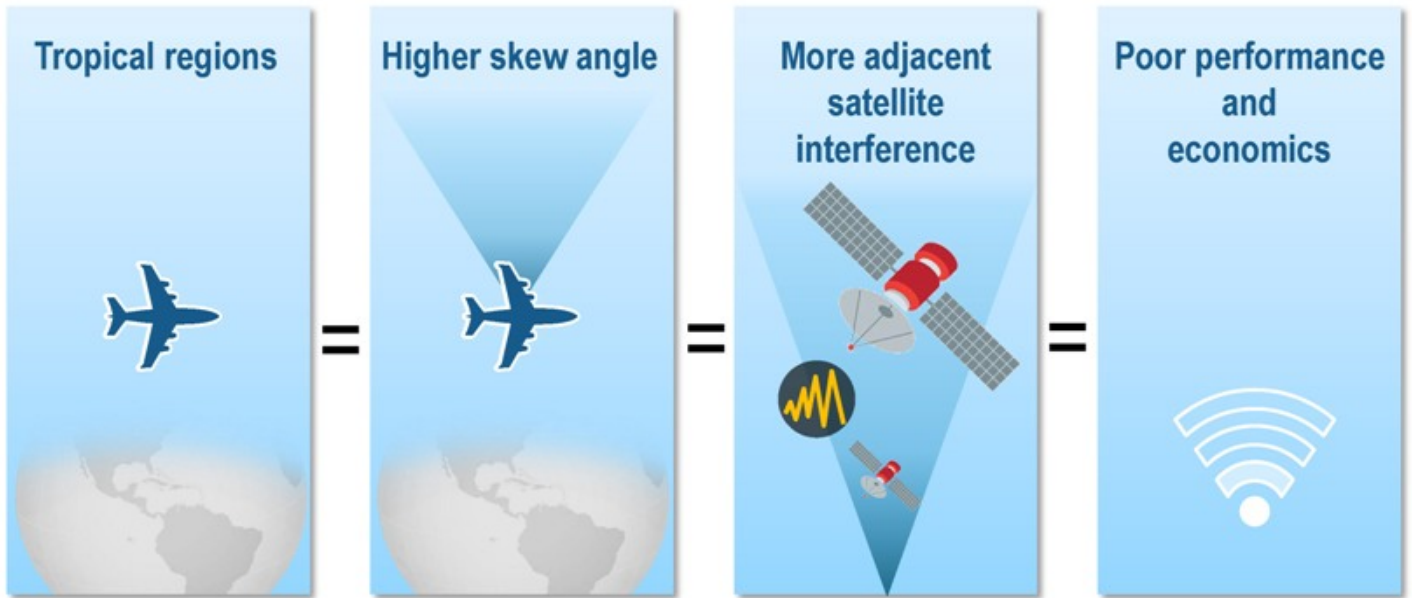 Tropical regions
=
Higher skew angle
=
More adjacent
satellite
interference
=
Poor performance
and
economics